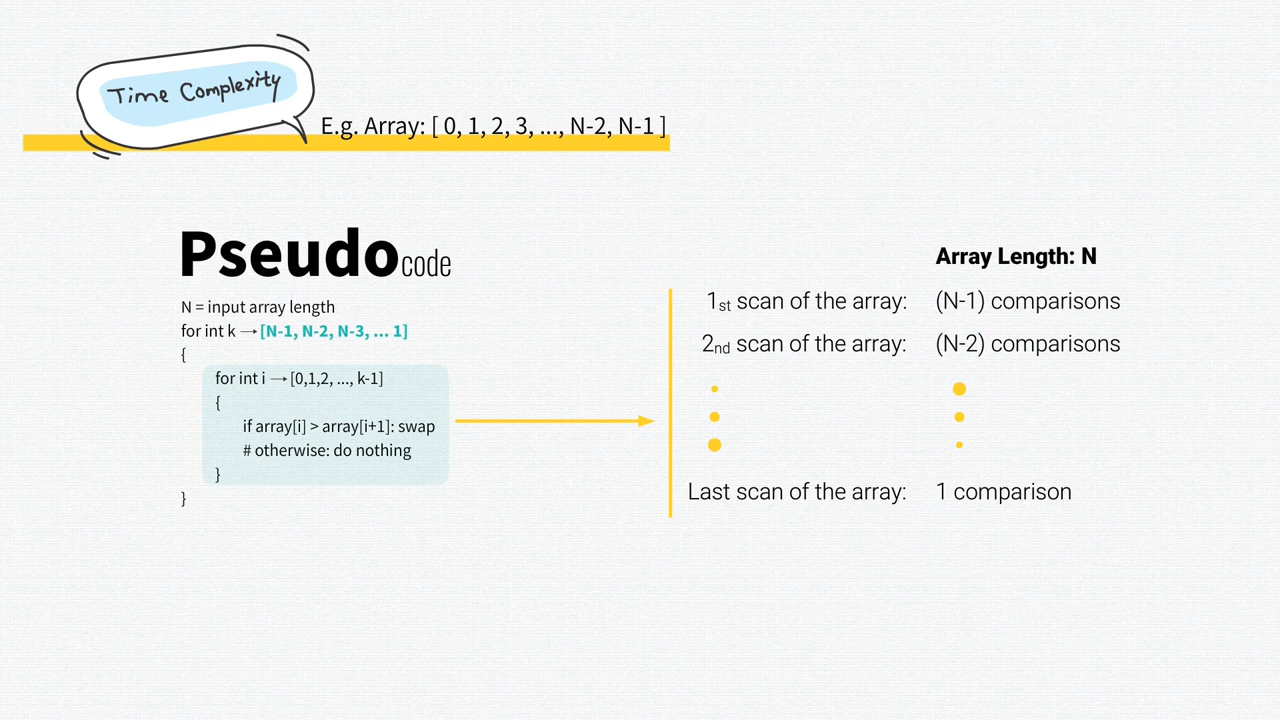 Time Complexity
E.g. Array: [ 0, 1, 2, 3, ..., N-2, N-1 ]
Pseudocode
N = input array length
for int k → [N-1, N-2, N-3, ... 1]
{
for int i → [0,1,2, ..., k-1]
{
if array[i] > array[i+1]: swap
# otherwise: do nothing
}
}
Array Length: N
1st scan of the array: (N-1) comparisons
2nd scan of the array: (N-2) comparisons
Last scan of the array: 1 comparison